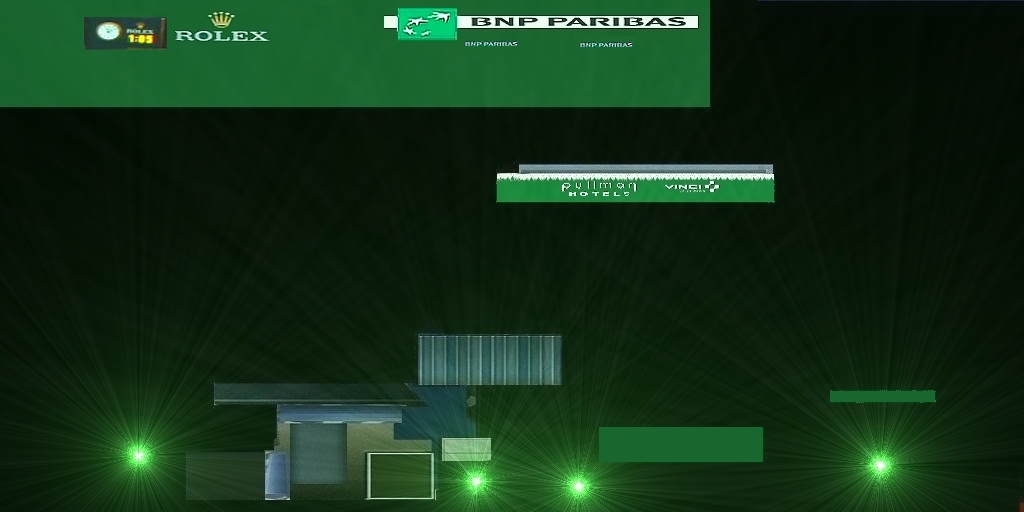 ROLEX
1:05
ROLEX
BNP PARIBAS
BNP PARIBAS
BNP PARIBAS
pullman
HOTELS
VINCI